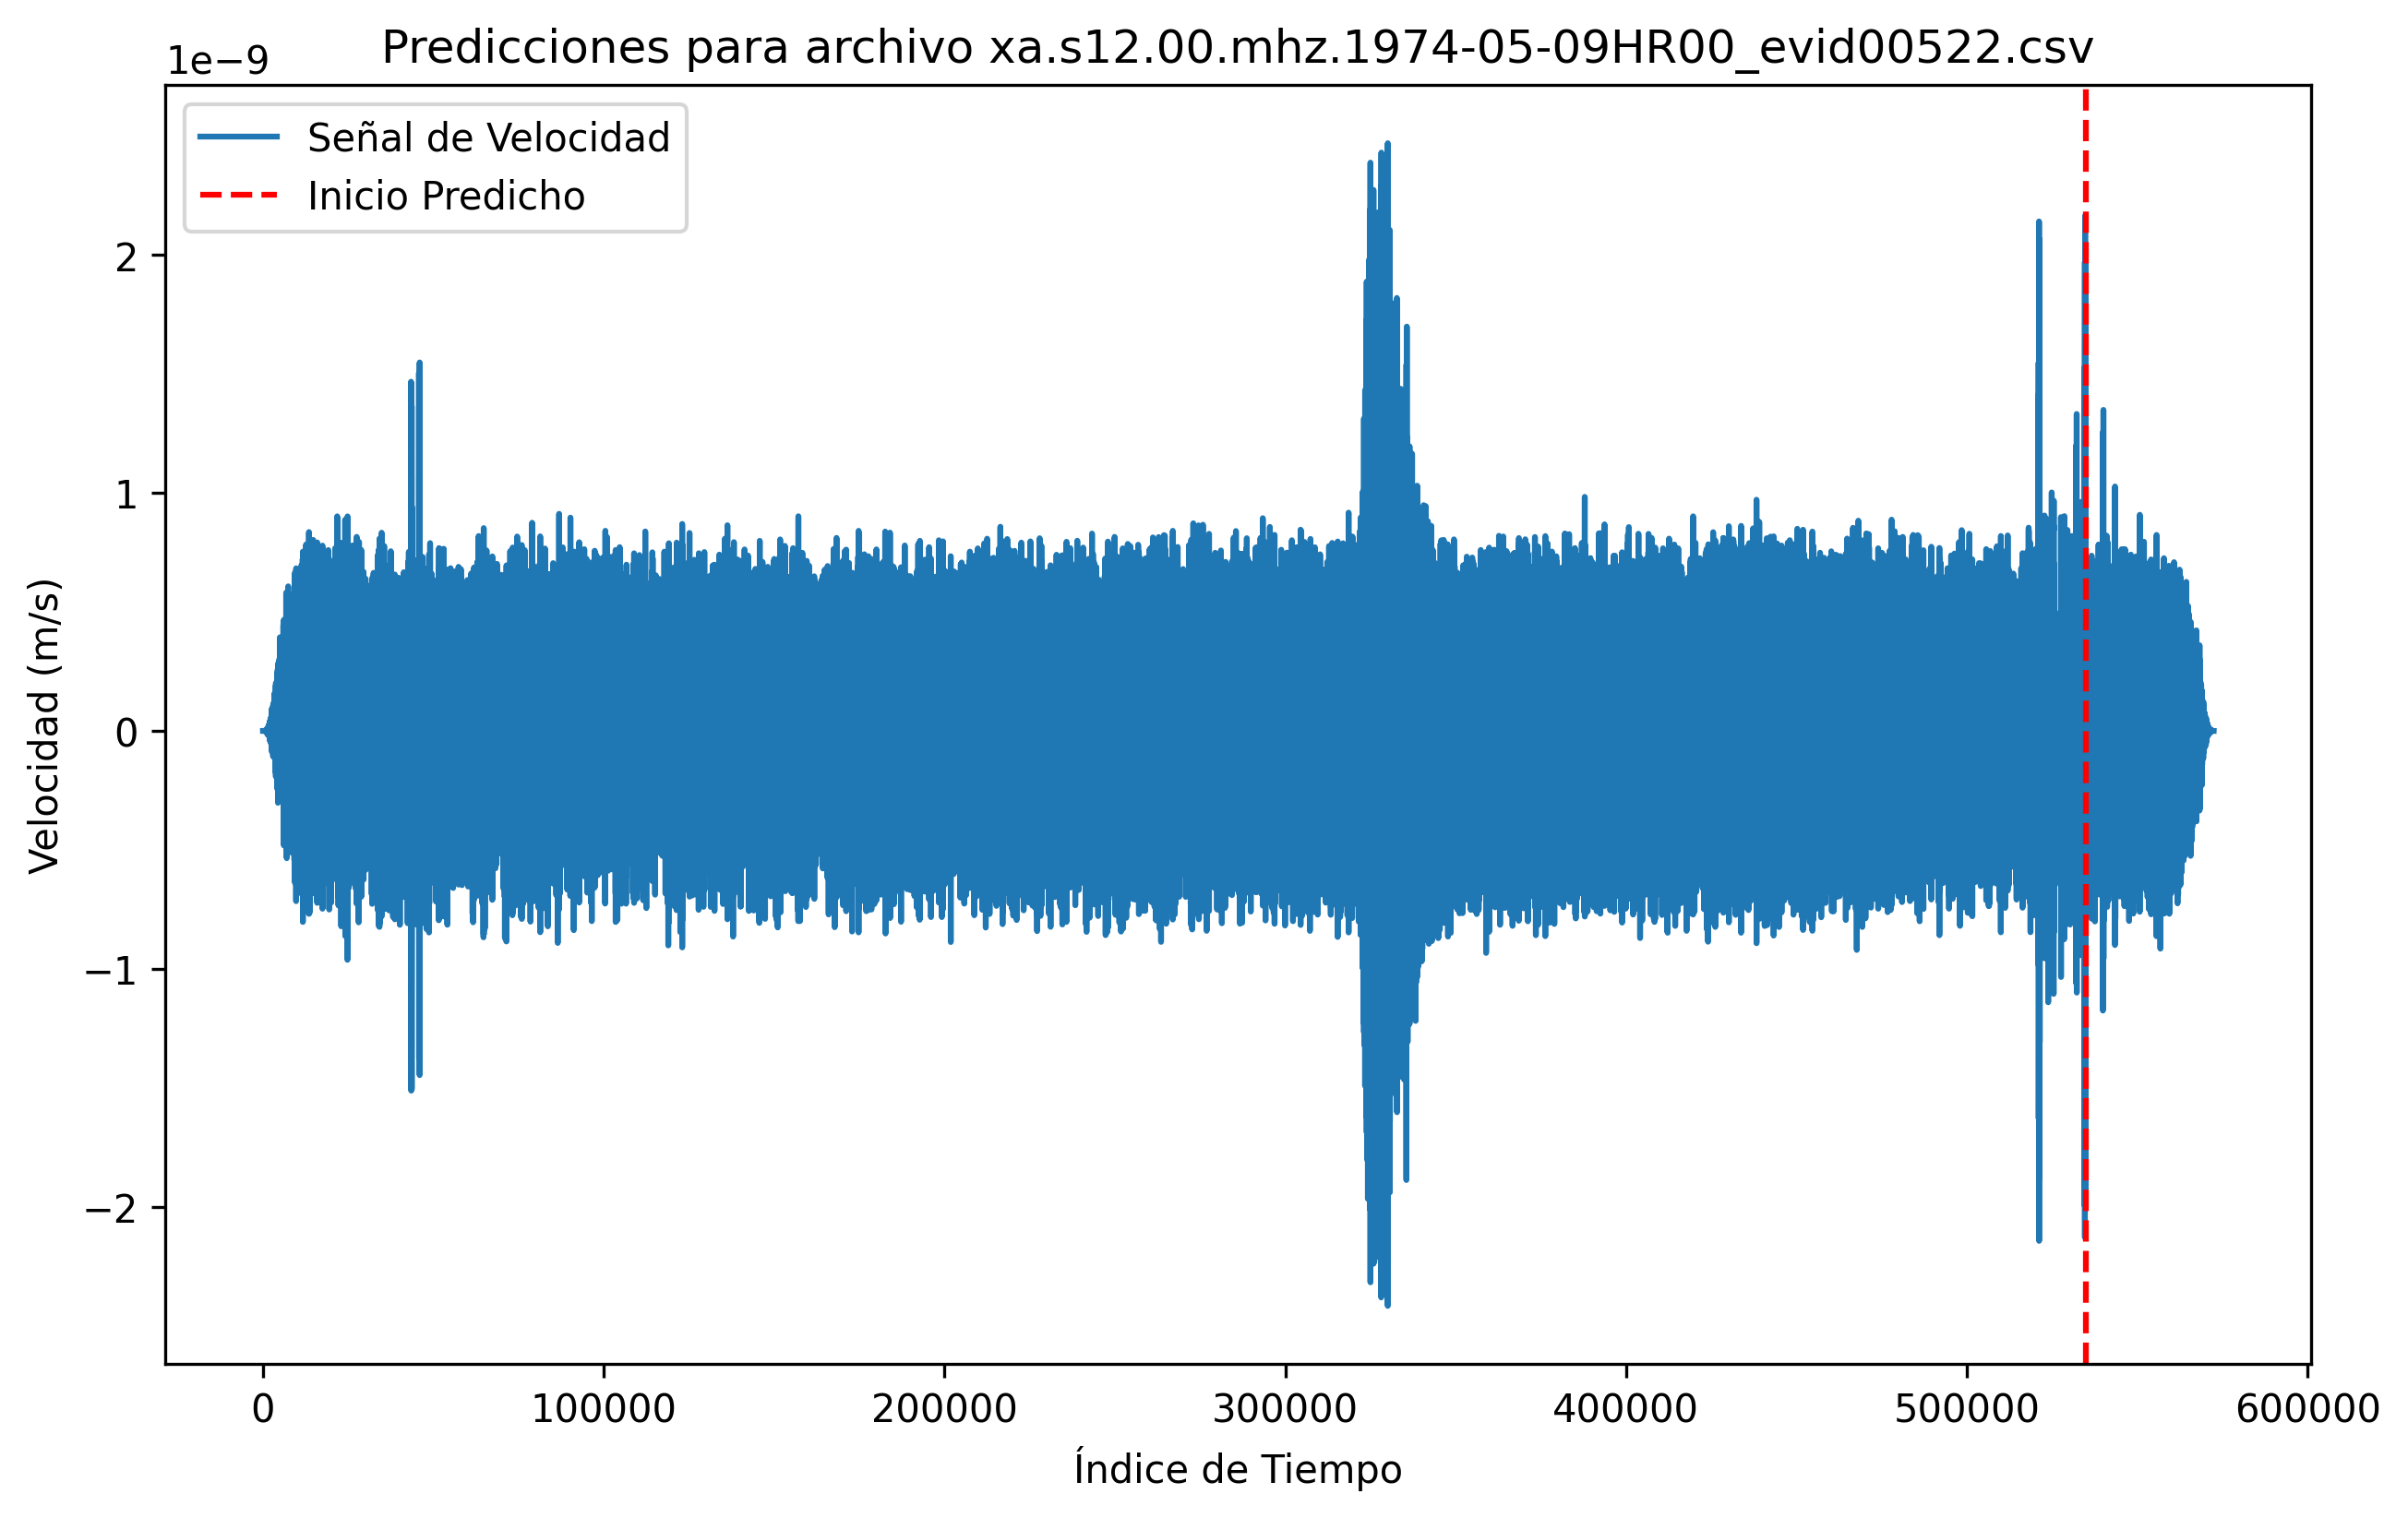 Predicciones para archivo xa.s12.00.mhz.1974-05-09HR00_evid00522.csv
1e−9
Señal de Velocidad
Inicio Predicho
2
1
0
−1
−2
Velocidad (m/s)
0 100000 200000 300000 400000 500000 600000
Índice de Tiempo